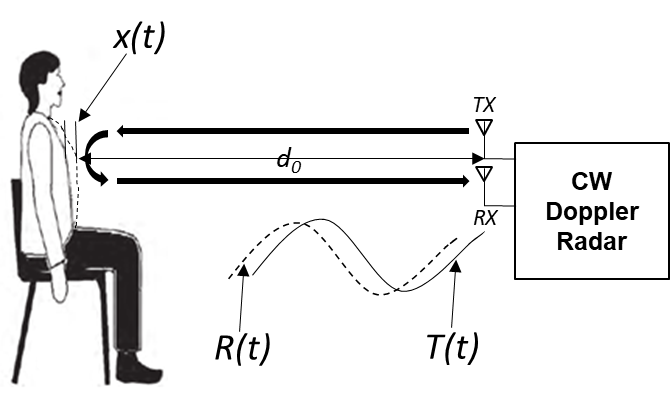 x(t)
TX
d0
CW
Doppler
Radar
RX
R(t)
T(t)